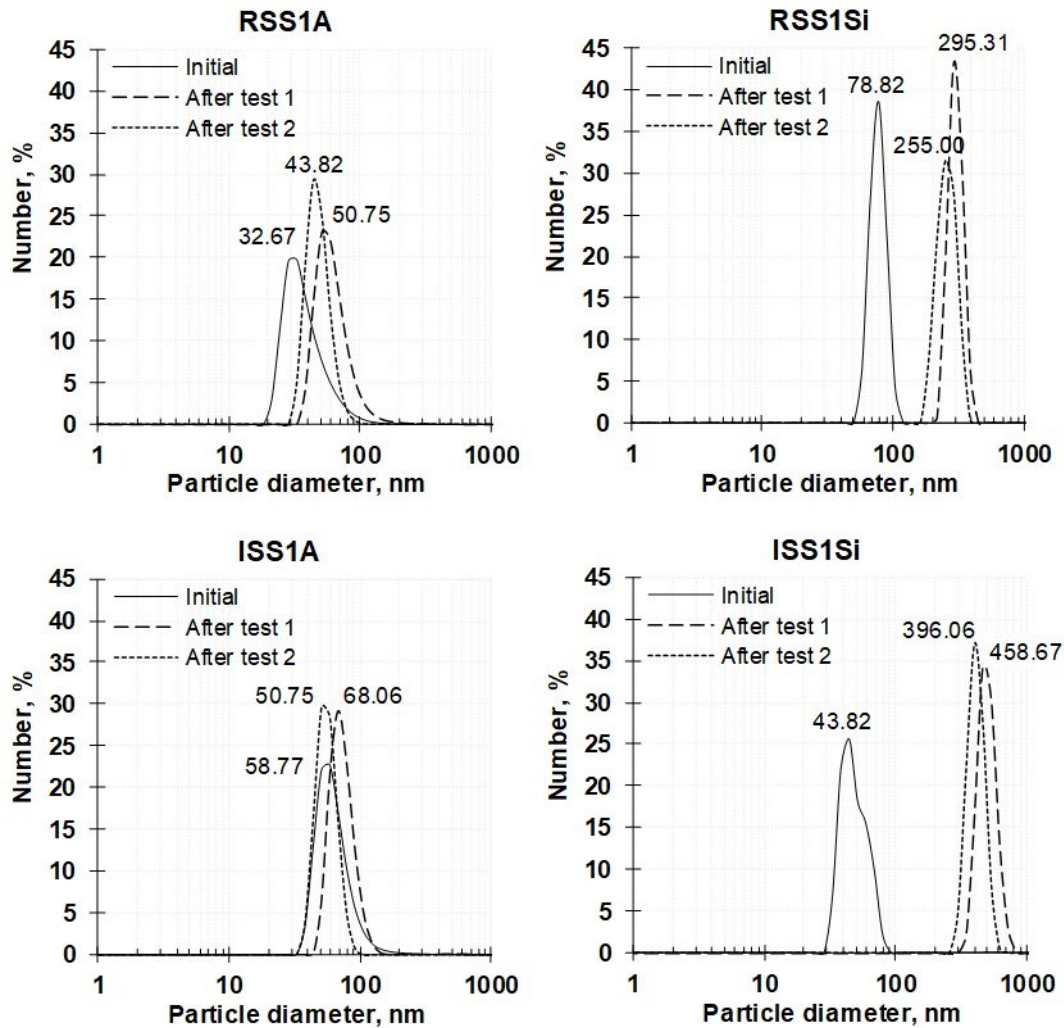 RSS1A
45
40
35
30
25
20
15
10
5
0
Number, %
Initial
After test 1
After test 2
43.82
50.75
32.67
1 10 100 1000
Particle diameter, nm
RSS1Si
45
40
35
30
25
20
15
10
5
0
Number, %
Initial
After test 1
After test 2
295.31
78.82
255.00
1 10 100 1000
Particle diameter, nm
ISS1A
45
40
35
30
25
20
15
10
5
0
Number, %
Initial
After test 1
After test 2
50.75
68.06
58.77
1 10 100 1000
Particle diameter, nm
ISS1Si
45
40
35
30
25
20
15
10
5
0
Number, %
Initial
After test 1
After test 2
396.06
458.67
43.82
1 10 100 1000
Particle diameter, nm